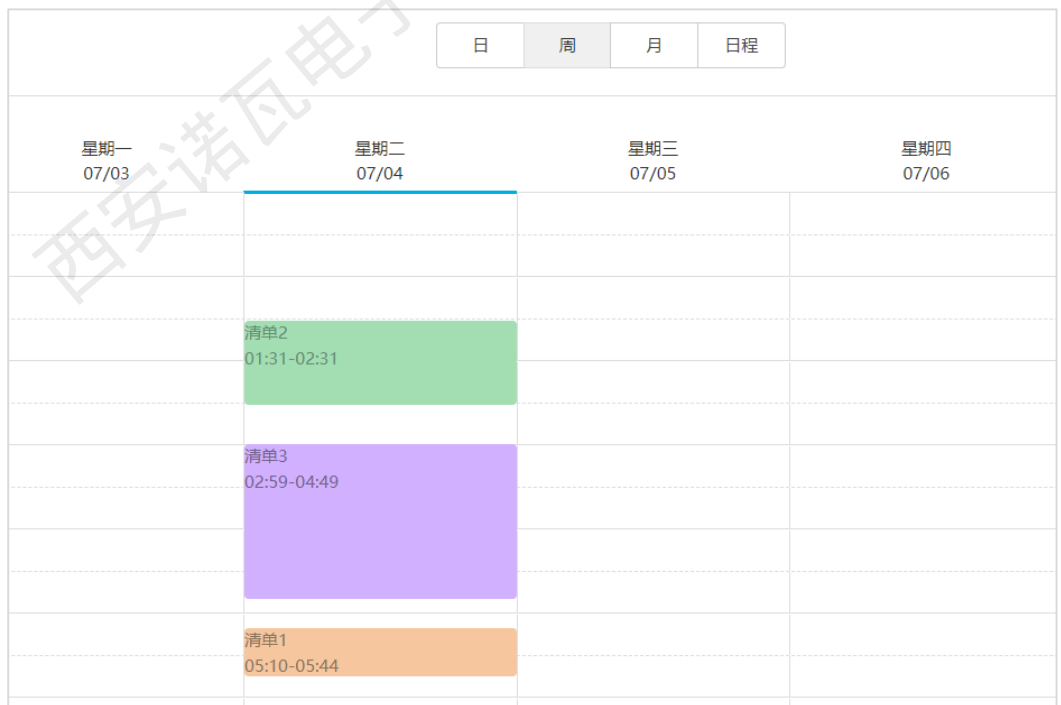 日 周 月 日程
星期一 星期二 星期三 星期四
07/03 07/04 07/05 07/06
清单2
01:31-02:31
清单3
02:59-04:49
清单1
05:10-05:44
西安诺瓦电子